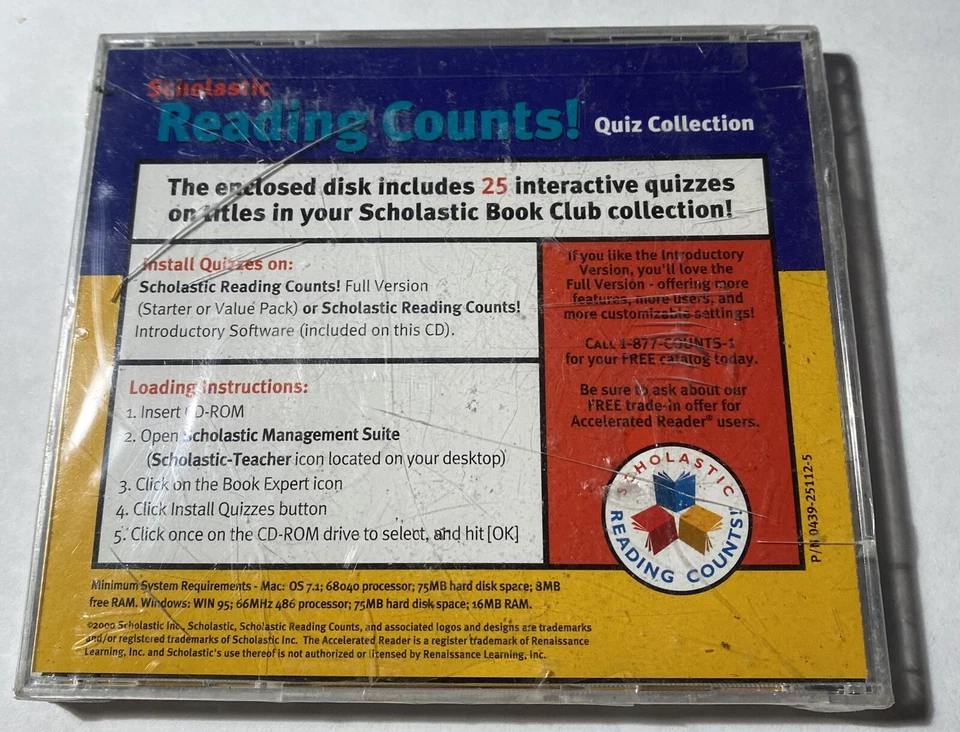 Scholastic
Reading Counts! Quiz Collection
The enclosed disk includes 25 interactive quizzes
on titles in your Scholastic Book Club collection!
Install Quizzes on:
Scholastic Reading Counts! Full Version
(Starter or Value Pack) or Scholastic Reading Counts!
Introductory Software (included on this CD).
Loading Instructions:
1. Insert CD-ROM
2. Open Scholastic Management Suite
(Scholastic-Teacher icon located on your desktop)
3. Click on the Book Expert icon
4. Click Install Quizzes button
5. Click once on the CD-ROM drive to select, and hit [OK]
If you like the Introductory
Version, you'll love the
Full Version - offering more
features, more users, and
more customizable settings!
CALL 1-877-COUNTS-1
for your FREE catalog today.
Be sure to ask about our
FREE trade-in offer for
Accelerated Reader® users.
SCHOLASTIC
READING COUNTS!
P/N 0439-25112-5
Minimum System Requirements - Mac: OS 7.1; 68040 processor; 75MB hard disk space; 8MB
free RAM. Windows: WIN 95; 66MHz 486 processor; 75MB hard disk space; 16MB RAM.
©2000 Scholastic Inc., Scholastic, Scholastic Reading Counts, and associated logos and designs are trademarks
and/or registered trademarks of Scholastic Inc. The Accelerated Reader is a register trademark of Renaissance
Learning, Inc. and Scholastic's use thereof is not authorized or licensed by Renaissance Learning, Inc.